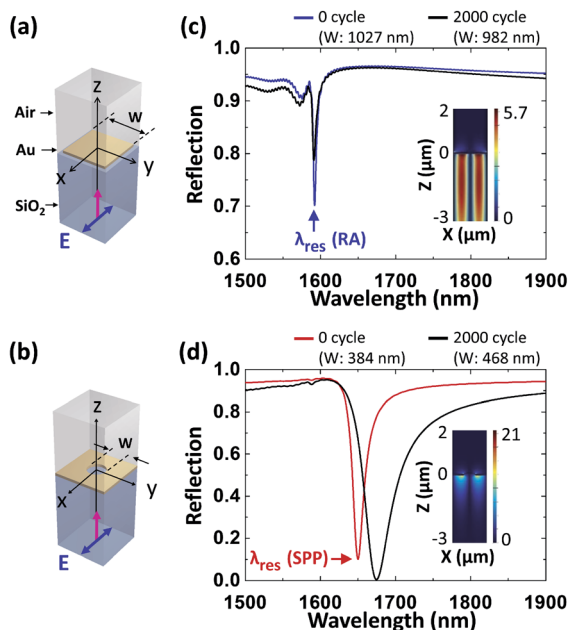 (a)
Z
W
Air
Au
X
y
SiO₂
E
(c)
0 cycle
(W: 1027 nm)
2000 cycle
(W: 982 nm)
1.0
0.9
0.8
0.7
0.6
Reflection
λres (RA)
2
Z (μm)
-3
X (μm)
5.7
0
1500 1600 1700 1800 1900
Wavelength (nm)
(b)
Z
W
X
y
E
(d)
0 cycle
(W: 384 nm)
2000 cycle
(W: 468 nm)
1.0
0.8
0.6
0.4
0.2
0.0
Reflection
λres (SPP)
2
Z (μm)
-3
X (μm)
21
0
1500 1600 1700 1800 1900
Wavelength (nm)